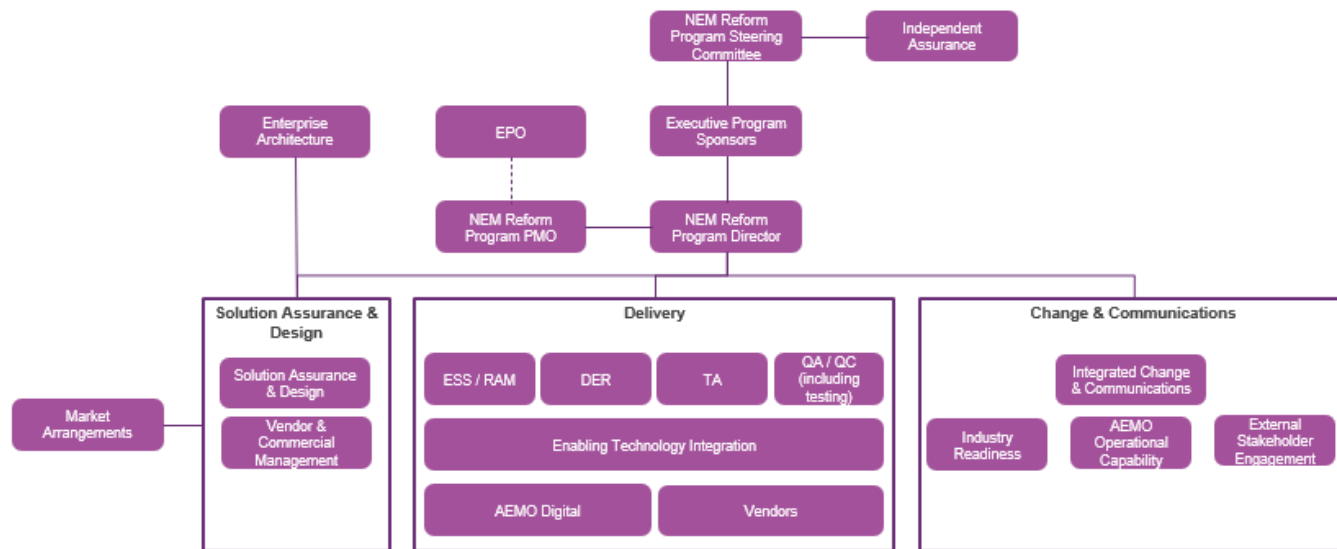 NEM Reform
Program Steering
Committee
Independent
Assurance
Enterprise
Architecture
EPO
Executive Program
Sponsors
NEM Reform
Program PMO
NEM Reform
Program Director
Solution Assurance &
Design
Solution Assurance
& Design
Vendor &
Commercial
Management
Market
Arrangements
Delivery
ESS / RAM
DER
TA
QA / QC
(including
testing)
Enabling Technology Integration
AEMO Digital
Vendors
Change & Communications
Integrated Change
& Communications
Industry
Readiness
AEMO
Operational
Capability
External
Stakeholder
Engagement